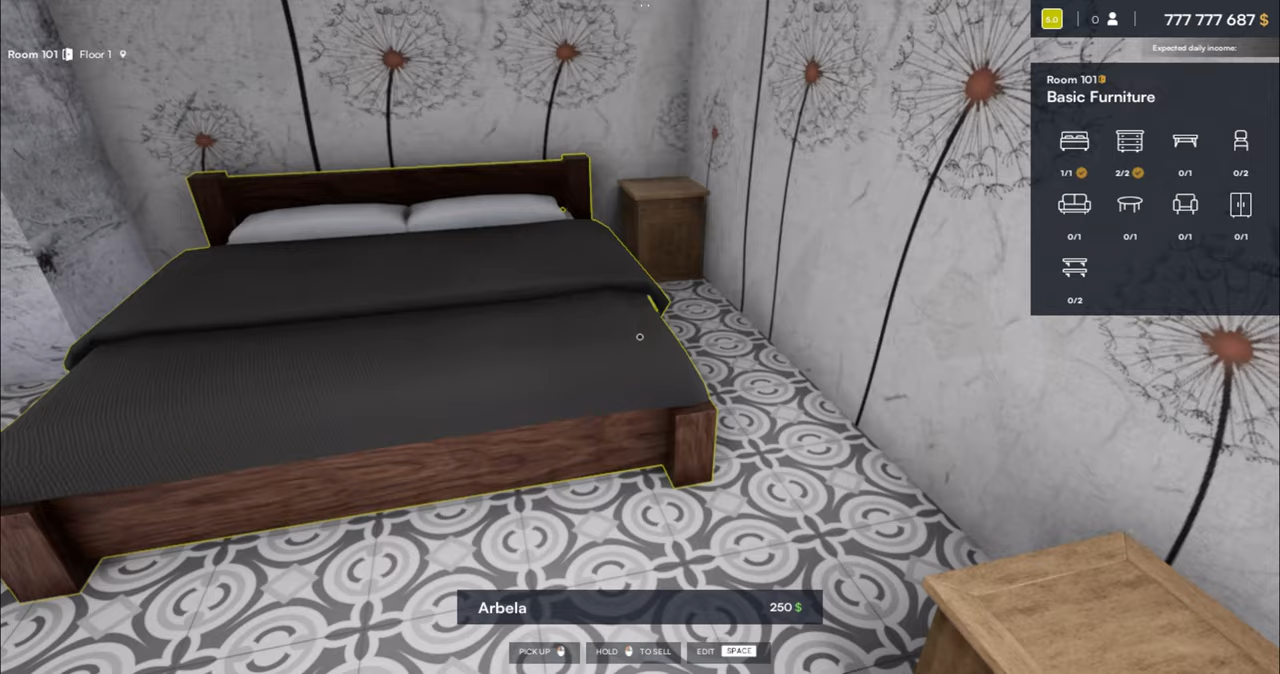 Room 101 Floor 1
5.0 0 777 777 687 $
Expected daily income:
Room 101
Basic Furniture
1/1 2/2 0/1 0/2
0/1 0/1 0/1 0/1
0/2
Arbela 250 $
PICK UP HOLD TO SELL EDIT SPACE